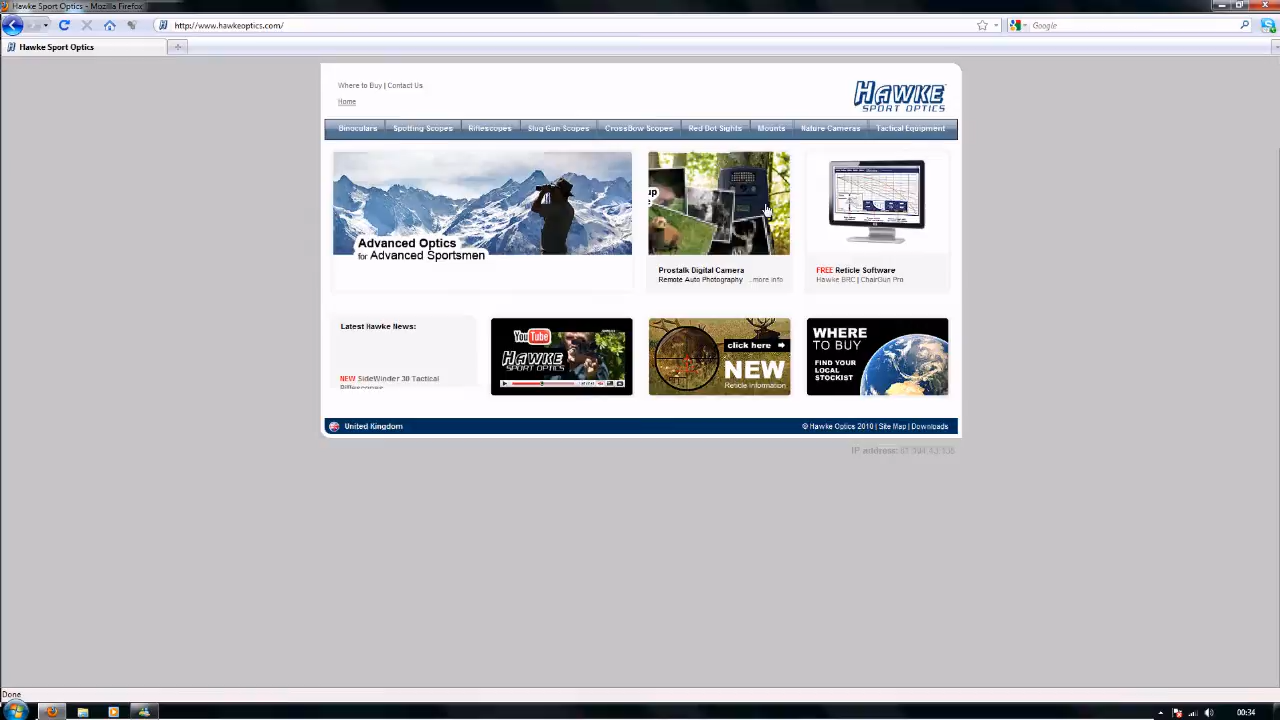 Hawke Sport Optics - Mozilla Firefox
http://www.hawkeoptics.com/
Google
Hawke Sport Optics
Where to Buy | Contact Us
Home
HAWKE
SPORT OPTICS
Binoculars
Spotting Scopes
Riflescopes
Slug Gun Scopes
CrossBow Scopes
Red Dot Sights
Mounts
Nature Cameras
Tactical Equipment
up
Advanced Optics
for Advanced Sportsmen
Prostalk Digital Camera
Remote Auto Photography ...more info
FREE Reticle Software
Hawke BRC | ChairGun Pro
Latest Hawke News:
NEW SideWinder 30 Tactical
Riflescopes
YouTube
HAWKE
SPORT OPTICS
click here
NEW
Reticle Information
WHERE
TO BUY
FIND YOUR
LOCAL
STOCKIST
United Kingdom
© Hawke Optics 2010 | Site Map | Downloads
IP address:
Done
00:34